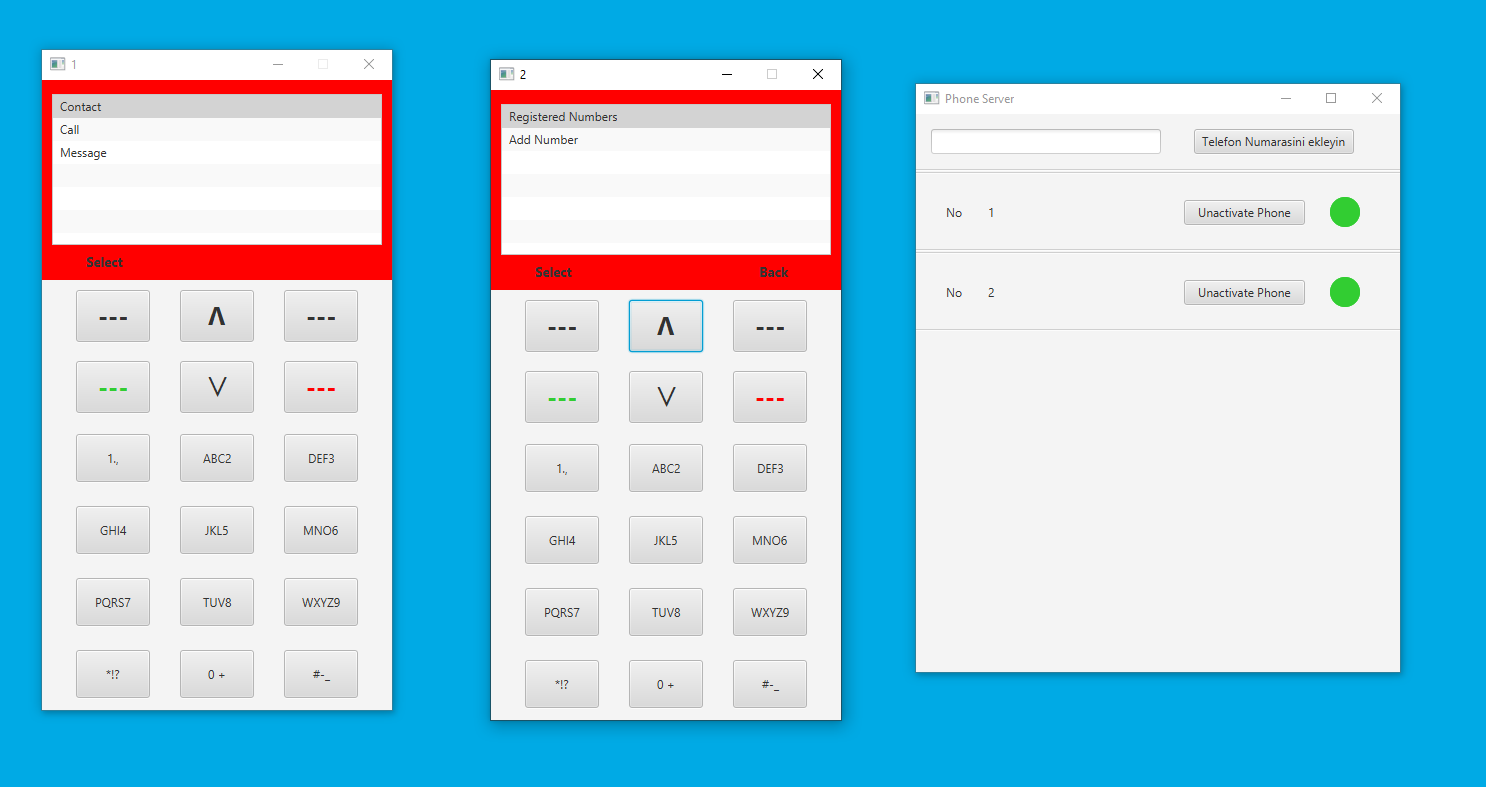 1
Contact
Call
Message
Select
--- Λ ---
--- V ---
1., ABC2 DEF3
GHI4 JKL5 MNO6
PQRS7 TUV8 WXYZ9
*!? 0 + #-_
2
Registered Numbers
Add Number
Select Back
--- Λ ---
--- V ---
1., ABC2 DEF3
GHI4 JKL5 MNO6
PQRS7 TUV8 WXYZ9
*!? 0 + #-_
Phone Server
Telefon Numarasini ekleyin
No 1 Unactivate Phone
No 2 Unactivate Phone